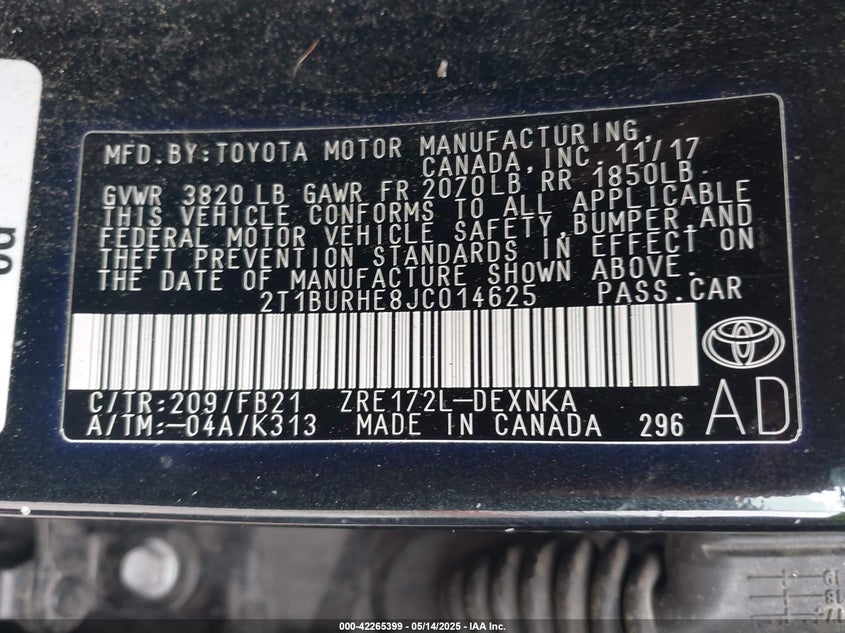 MFD.BY:TOYOTA MOTOR MANUFACTURING,
CANADA,INC. 11/17
GVWR 3820 LB GAWR FR 2070LB RR 1850LB
THIS VEHICLE CONFORMS TO ALL APPLICABLE
FEDERAL MOTOR VEHICLE SAFETY,BUMPER,AND
THEFT PREVENTION STANDARDS IN EFFECT ON
THE DATE OF MANUFACTURE SHOWN ABOVE.
2T1BURHE8JC014625 PASS.CAR
C/TR:209/FB21 ZRE172L-DEXNKA
A/TM:-04A/K313 MADE IN CANADA 296 AD
000-42265399 - 05/14/2025 - IAA Inc.